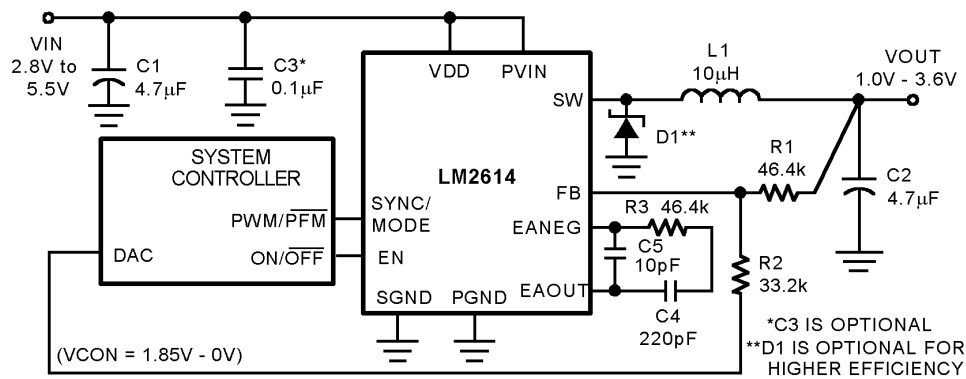 VIN
2.8V to
5.5V
C1
4.7μF
C3*
0.1μF
VDD
PVIN
SW
L1
10μH
VOUT
1.0V - 3.6V
D1**
SYSTEM
CONTROLLER
LM2614
R1
46.4k
C2
4.7μF
FB
PWM/PFM
SYNC/
MODE
R3 46.4k
EANEG
DAC
ON/OFF
EN
C5
10pF
R2
33.2k
EAOUT
SGND
PGND
C4
220pF
(VCON = 1.85V - 0V)
*C3 IS OPTIONAL
**D1 IS OPTIONAL FOR
HIGHER EFFICIENCY